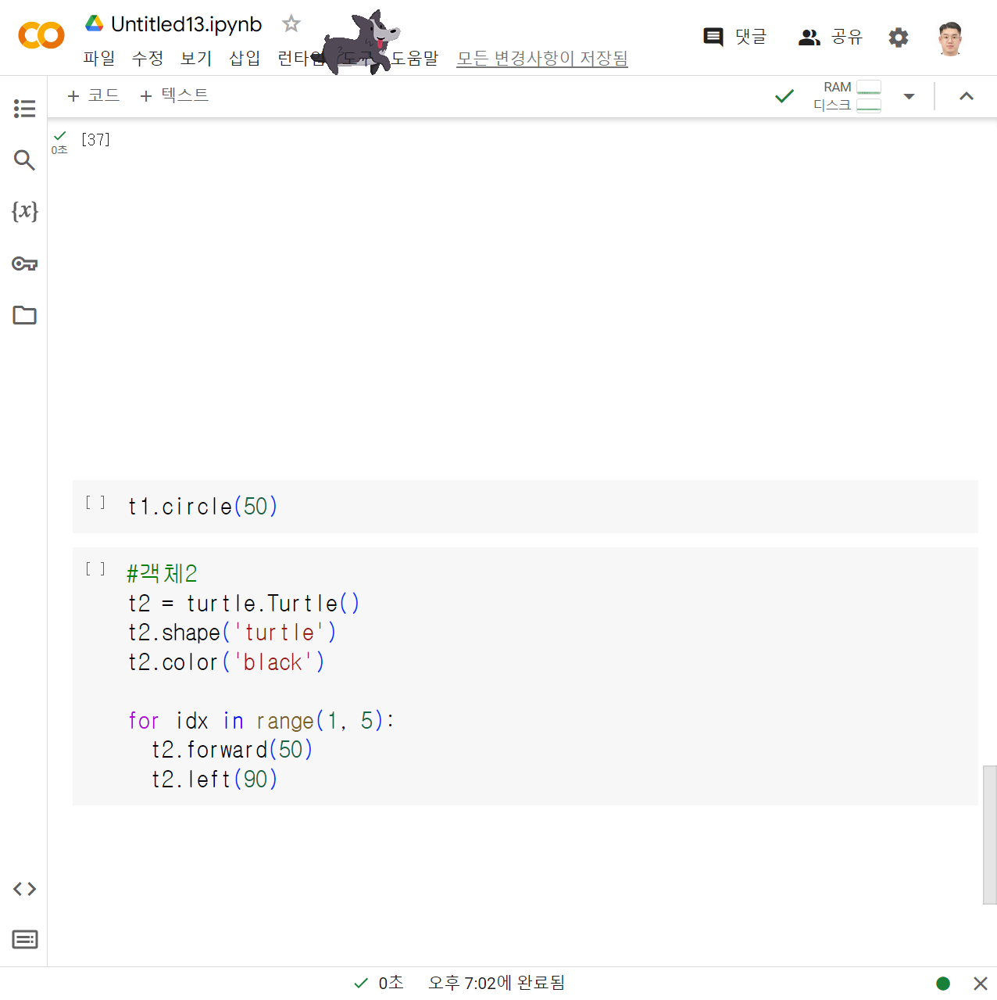 Untitled13.ipynb
파일 수정 보기 삽입 런타임 도구 도움말 모든 변경사항이 저장됨
댓글 공유
+ 코드 + 텍스트
RAM
디스크
[37]
0초
{x}
[ ] t1.circle(50)
[ ] #객체2
t2 = turtle.Turtle()
t2.shape('turtle')
t2.color('black')
for idx in range(1, 5):
t2.forward(50)
t2.left(90)
0초 오후 7:02에 완료됨